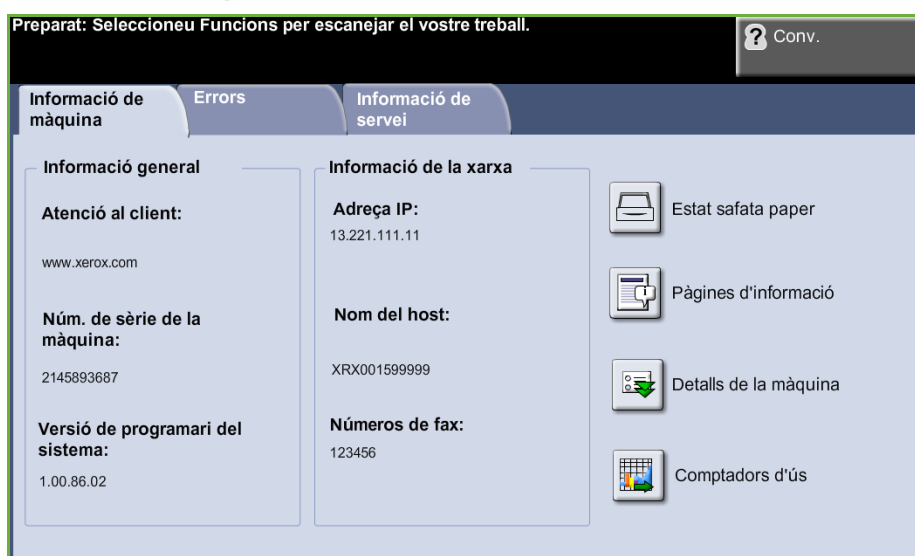 Preparat: Seleccioneu Funcions per escanejar el vostre treball.
? Conv.
Informació de
màquina
Errors
Informació de
servei
Informació general
Atenció al client:
www.xerox.com
Núm. de sèrie de la
màquina:
2145893687
Versió de programari del
sistema:
1.00.86.02
Informació de la xarxa
Adreça IP:
13.221.111.11
Nom del host:
XRX001599999
Números de fax:
123456
Estat safata paper
Pàgines d'informació
Detalls de la màquina
Comptadors d'ús